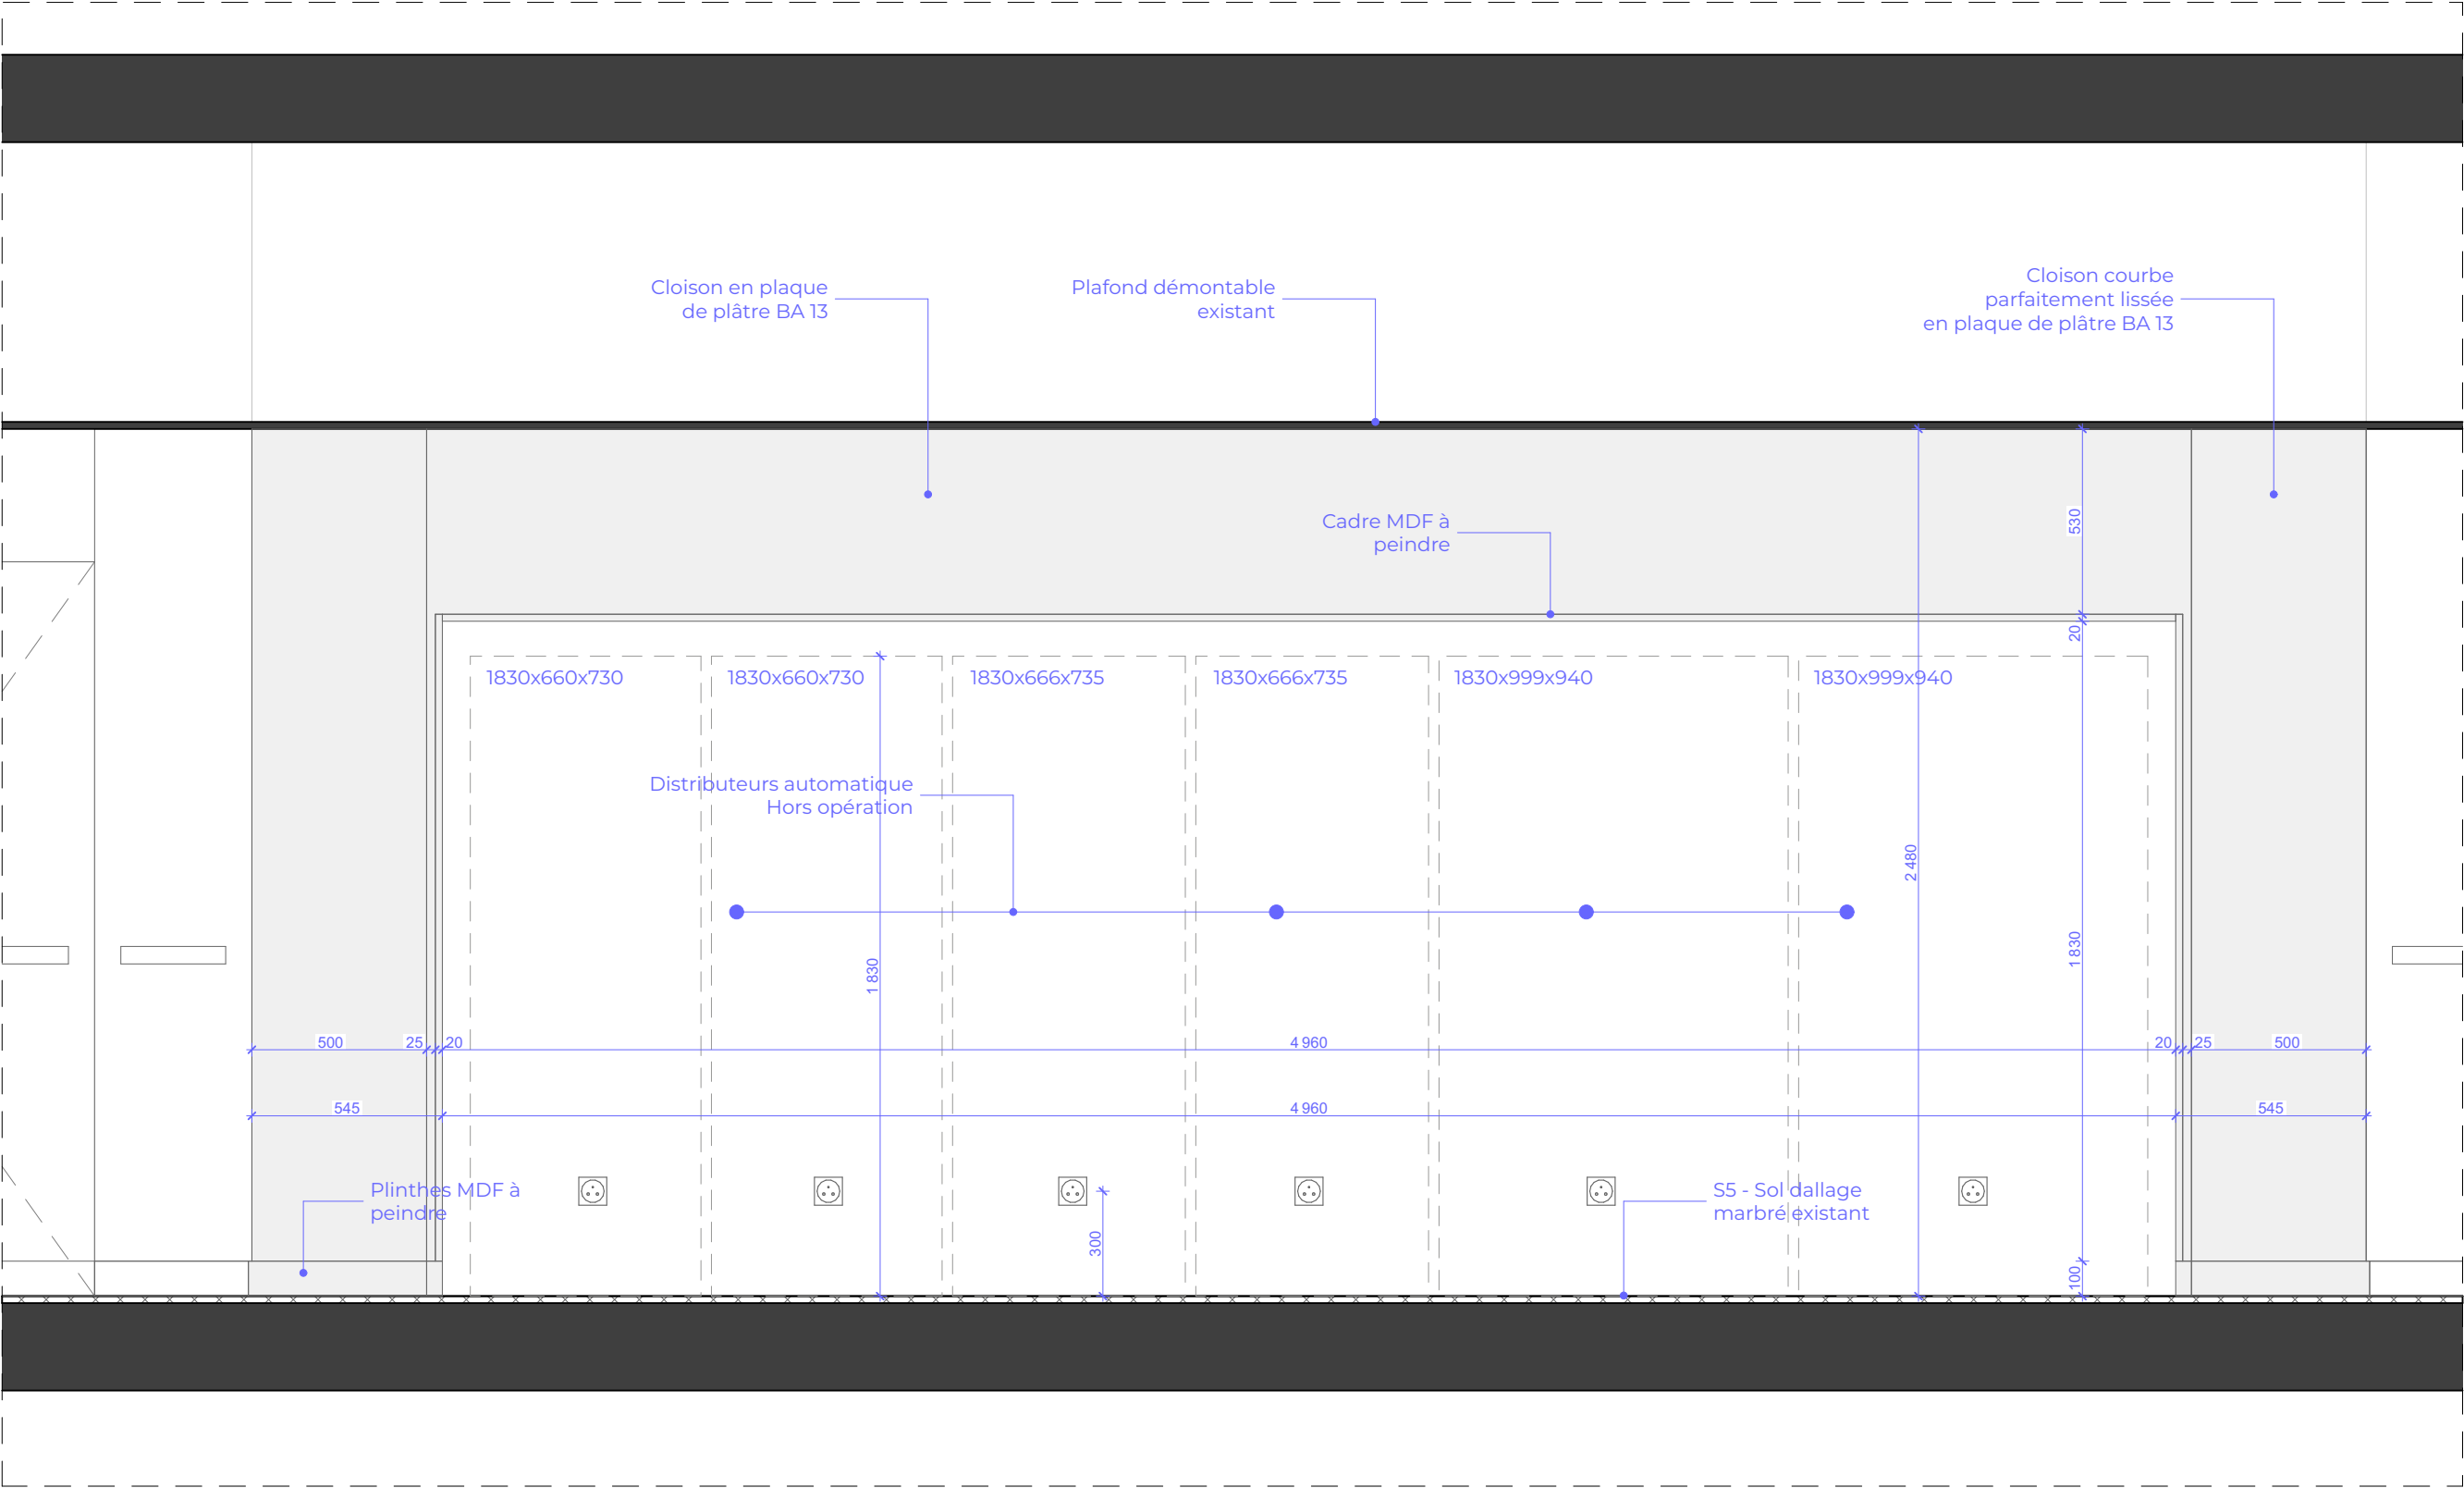 Cloison en plaque
de plâtre BA 13
Plafond démontable
existant
Cloison courbe
parfaitement lissée
en plaque de plâtre BA 13
Cadre MDF à
peindre
530
20
1830x660x730
1830x660x730
1830x666x735
1830x666x735
1830x999x940
1830x999x940
Distributeurs automatique
Hors opération
2 480
1 830
1 830
500
25
20
4 960
20
25
500
545
4 960
545
Plinthes MDF à
peindre
300
S5 - Sol dallage
marbré existant
100